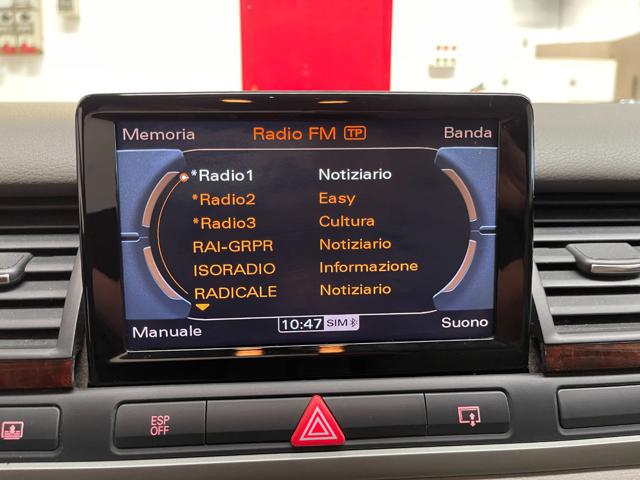 Memoria Radio FM TP Banda
*Radio1 Notiziario
*Radio2 Easy
*Radio3 Cultura
RAI-GRPR Notiziario
ISORADIO Informazione
RADICALE Notiziario
Manuale 10:47 SIM Suono
ESP
OFF